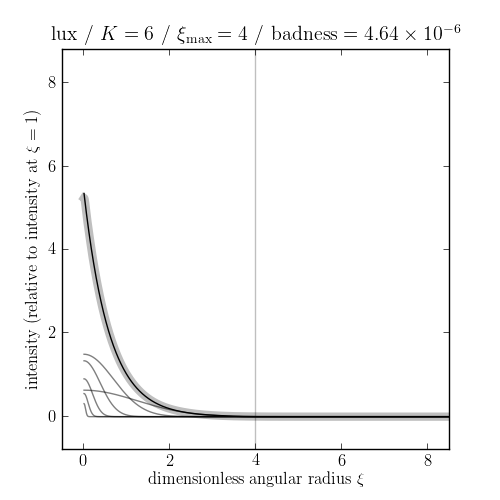 lux / K = 6 / ξmax = 4 / badness = 4.64 × 10⁻⁶
intensity (relative to intensity at ξ = 1)
8
6
4
2
0
0 2 4 6 8
dimensionless angular radius ξ